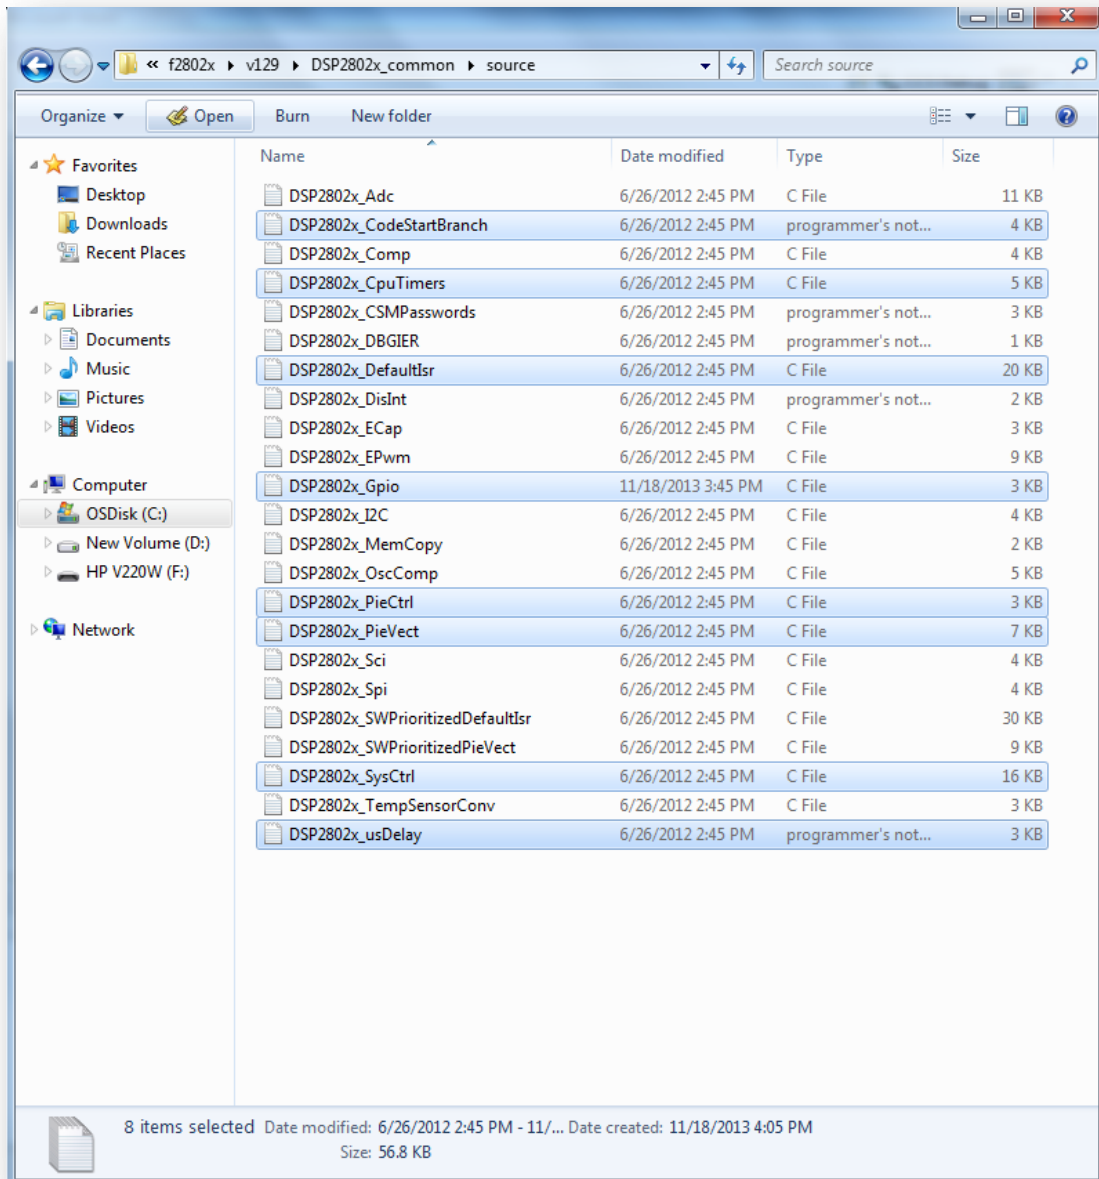 « f2802x ▸ v129 ▸ DSP2802x_common ▸ source
Search source
Organize Open Burn New folder
Favorites
Desktop
Downloads
Recent Places
Libraries
Documents
Music
Pictures
Videos
Computer
OSDisk (C:)
New Volume (D:)
HP V220W (F:)
Network
Name Date modified Type Size
DSP2802x_Adc 6/26/2012 2:45 PM C File 11 KB
DSP2802x_CodeStartBranch 6/26/2012 2:45 PM programmer's not... 4 KB
DSP2802x_Comp 6/26/2012 2:45 PM C File 4 KB
DSP2802x_CpuTimers 6/26/2012 2:45 PM C File 5 KB
DSP2802x_CSMPasswords 6/26/2012 2:45 PM programmer's not... 3 KB
DSP2802x_DBGIER 6/26/2012 2:45 PM programmer's not... 1 KB
DSP2802x_DefaultIsr 6/26/2012 2:45 PM C File 20 KB
DSP2802x_DisInt 6/26/2012 2:45 PM programmer's not... 2 KB
DSP2802x_ECap 6/26/2012 2:45 PM C File 3 KB
DSP2802x_EPwm 6/26/2012 2:45 PM C File 9 KB
DSP2802x_Gpio 11/18/2013 3:45 PM C File 3 KB
DSP2802x_I2C 6/26/2012 2:45 PM C File 4 KB
DSP2802x_MemCopy 6/26/2012 2:45 PM C File 2 KB
DSP2802x_OscComp 6/26/2012 2:45 PM C File 5 KB
DSP2802x_PieCtrl 6/26/2012 2:45 PM C File 3 KB
DSP2802x_PieVect 6/26/2012 2:45 PM C File 7 KB
DSP2802x_Sci 6/26/2012 2:45 PM C File 4 KB
DSP2802x_Spi 6/26/2012 2:45 PM C File 4 KB
DSP2802x_SWPrioritizedDefaultIsr 6/26/2012 2:45 PM C File 30 KB
DSP2802x_SWPrioritizedPieVect 6/26/2012 2:45 PM C File 9 KB
DSP2802x_SysCtrl 6/26/2012 2:45 PM C File 16 KB
DSP2802x_TempSensorConv 6/26/2012 2:45 PM C File 3 KB
DSP2802x_usDelay 6/26/2012 2:45 PM programmer's not... 3 KB
8 items selected Date modified: 6/26/2012 2:45 PM - 11/... Date created: 11/18/2013 4:05 PM
Size: 56.8 KB